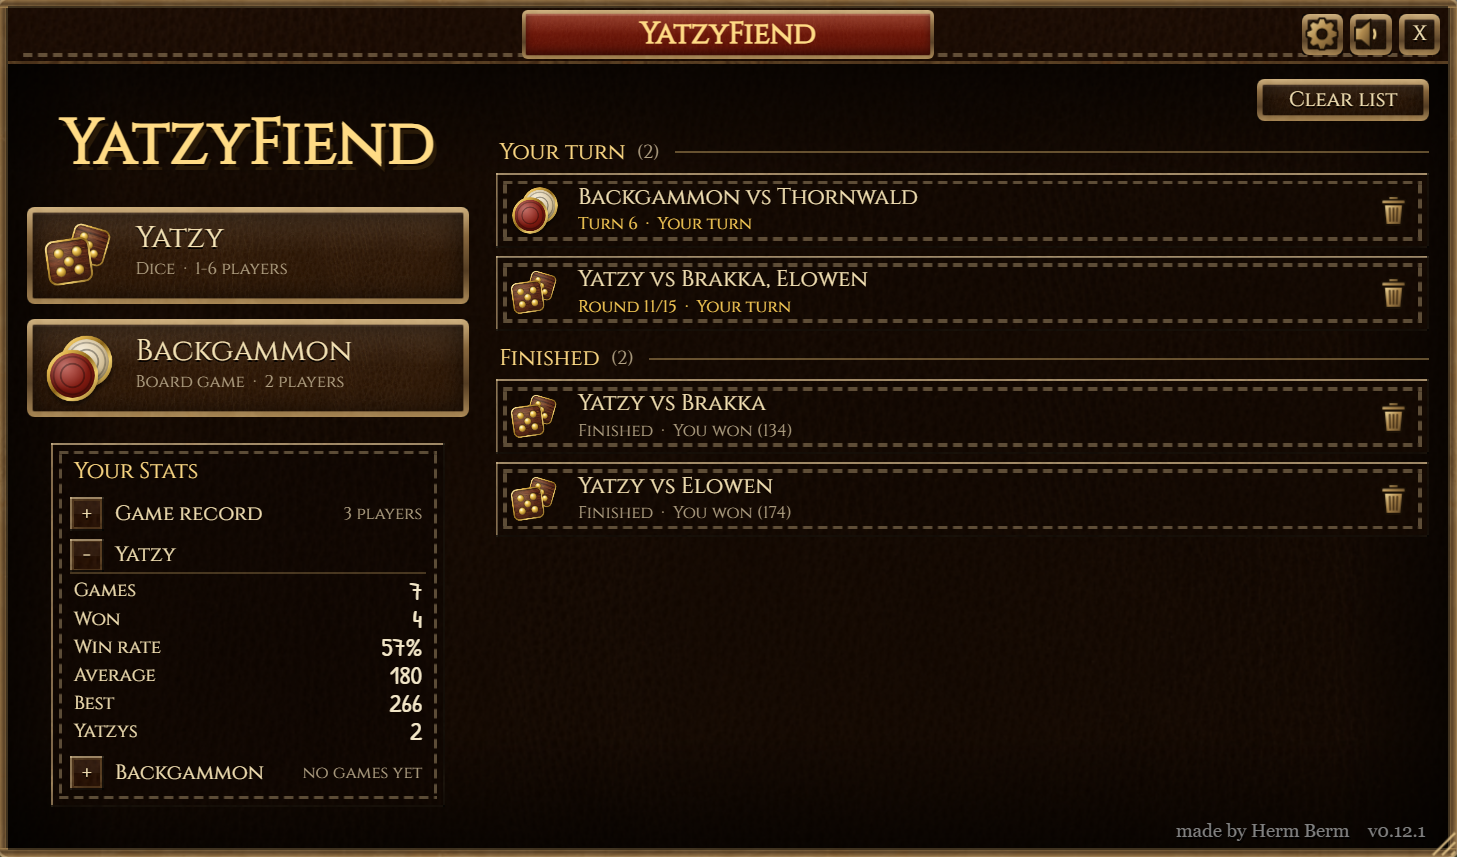 YatzyFiend
X
YatzyFiend
Clear list
Yatzy
Dice · 1-6 players
Backgammon
Board game · 2 players
Your Stats
+ Game record 3 players
- Yatzy
Games 7
Won 4
Win rate 57%
Average 180
Best 266
Yatzys 2
+ Backgammon no games yet
Your turn (2)
Backgammon vs Thornwald
Turn 6 · Your turn
Yatzy vs Brakka, Elowen
Round 11/15 · Your turn
Finished (2)
Yatzy vs Brakka
Finished · You won (134)
Yatzy vs Elowen
Finished · You won (174)
made by Herm Berm v0.12.1